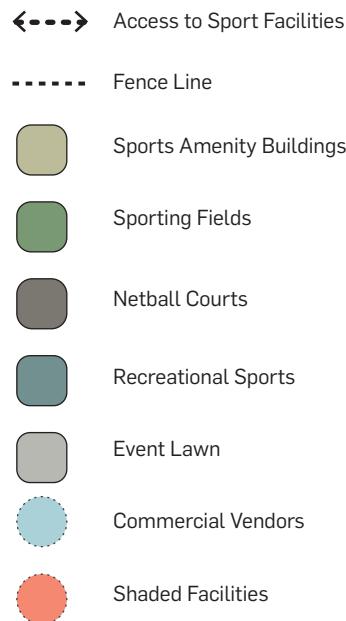 Access to Sport Facilities
Fence Line
Sports Amenity Buildings
Sporting Fields
Netball Courts
Recreational Sports
Event Lawn
Commercial Vendors
Shaded Facilities